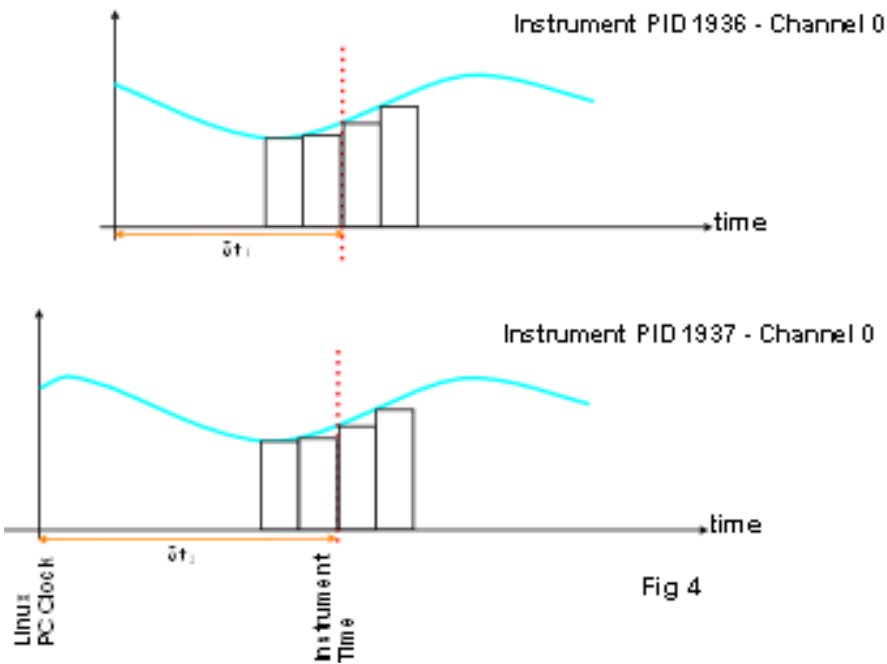 Instrument PID 1936 - Channel 0
time
δt₁
Instrument PID 1937 - Channel 0
time
δt₂
Linux
PC Clock
Instrument
Time
Fig 4